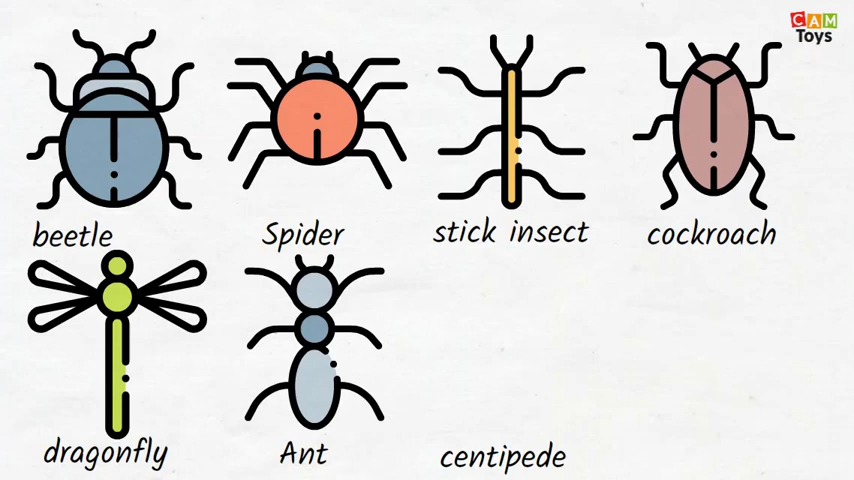 CAM
Toys
beetle
Spider
stick insect
cockroach
dragonfly
Ant
centipede